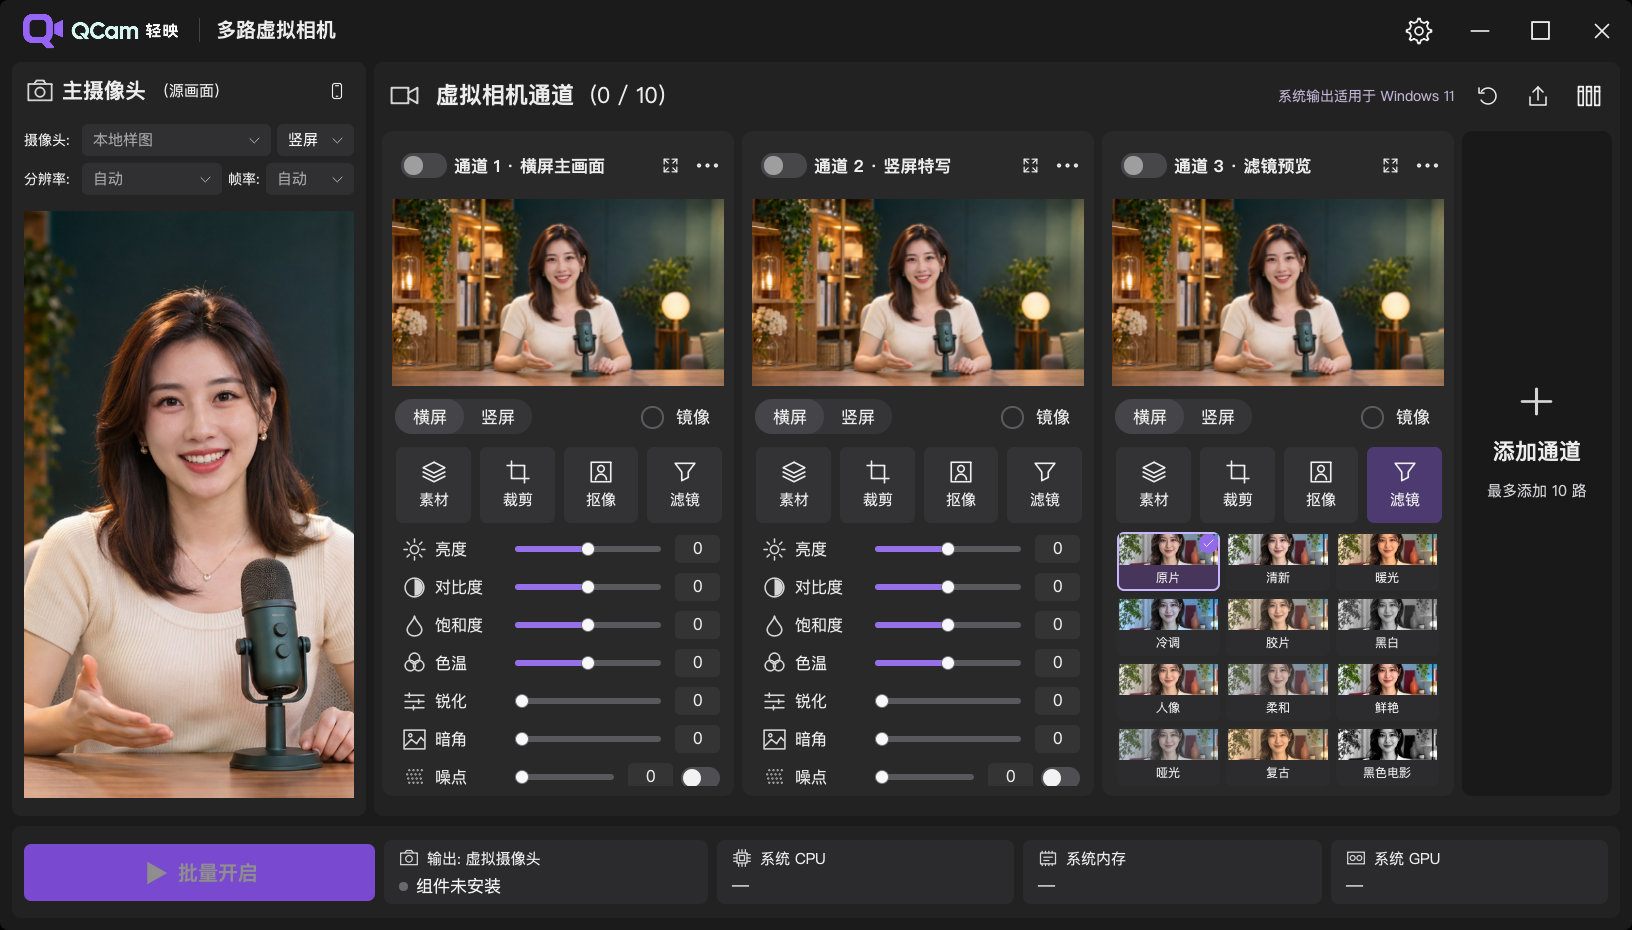 QCam 轻映
多路虚拟相机
主摄像头 (源画面)
摄像头: 本地样图 竖屏
分辨率: 自动 帧率: 自动
虚拟相机通道 (0 / 10)
系统输出适用于 Windows 11
通道 1 · 横屏主画面
横屏 竖屏 镜像
素材 裁剪 抠像 滤镜
亮度 0
对比度 0
饱和度 0
色温 0
锐化 0
暗角 0
噪点 0
通道 2 · 竖屏特写
横屏 竖屏 镜像
素材 裁剪 抠像 滤镜
亮度 0
对比度 0
饱和度 0
色温 0
锐化 0
暗角 0
噪点 0
通道 3 · 滤镜预览
横屏 竖屏 镜像
素材 裁剪 抠像 滤镜
原片 清新 暖光
冷调 胶片 黑白
人像 柔和 鲜艳
哑光 复古 黑色电影
添加通道
最多添加 10 路
批量开启
输出: 虚拟摄像头
组件未安装
系统 CPU
—
系统内存
—
系统 GPU
—